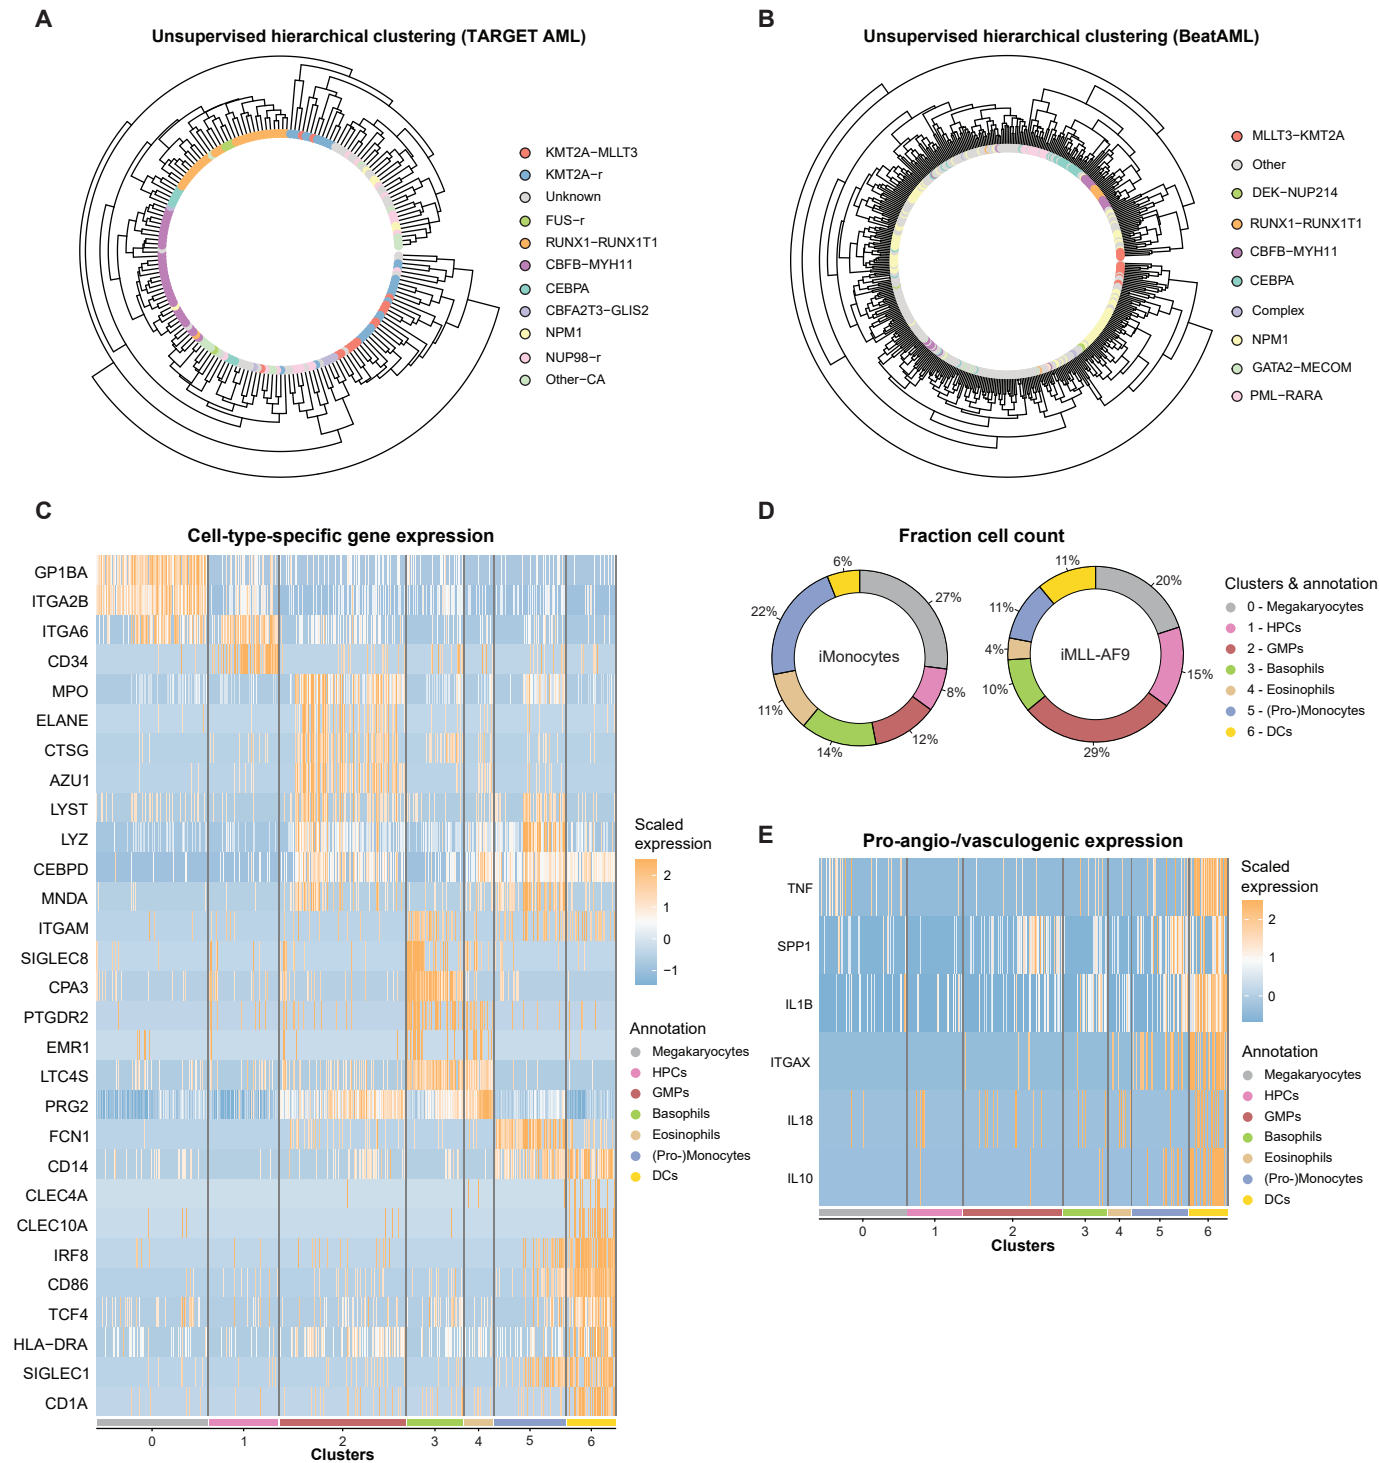 A
Unsupervised hierarchical clustering (TARGET AML)
KMT2A−MLLT3
KMT2A−r
Unknown
FUS−r
RUNX1−RUNX1T1
CBFB−MYH11
CEBPA
CBFA2T3−GLIS2
NPM1
NUP98−r
Other−CA
B
Unsupervised hierarchical clustering (BeatAML)
MLLT3−KMT2A
Other
DEK−NUP214
RUNX1−RUNX1T1
CBFB−MYH11
CEBPA
Complex
NPM1
GATA2−MECOM
PML−RARA
C
Cell-type-specific gene expression
GP1BA
ITGA2B
ITGA6
CD34
MPO
ELANE
CTSG
AZU1
LYST
LYZ
CEBPD
MNDA
ITGAM
SIGLEC8
CPA3
PTGDR2
EMR1
LTC4S
PRG2
FCN1
CD14
CLEC4A
CLEC10A
IRF8
CD86
TCF4
HLA−DRA
SIGLEC1
CD1A
0 1 2 3 4 5 6
Clusters
Scaled
expression
2
1
0
−1
Annotation
Megakaryocytes
HPCs
GMPs
Basophils
Eosinophils
(Pro-)Monocytes
DCs
D
Fraction cell count
6%
27%
22%
iMonocytes
8%
11%
12%
14%
11%
20%
11%
4%
iMLL-AF9
15%
10%
29%
Clusters & annotation
0 - Megakaryocytes
1 - HPCs
2 - GMPs
3 - Basophils
4 - Eosinophils
5 - (Pro-)Monocytes
6 - DCs
E
Pro-angio-/vasculogenic expression
TNF
SPP1
IL1B
ITGAX
IL18
IL10
0 1 2 3 4 5 6
Clusters
Scaled
expression
2
1
0
Annotation
Megakaryocytes
HPCs
GMPs
Basophils
Eosinophils
(Pro-)Monocytes
DCs